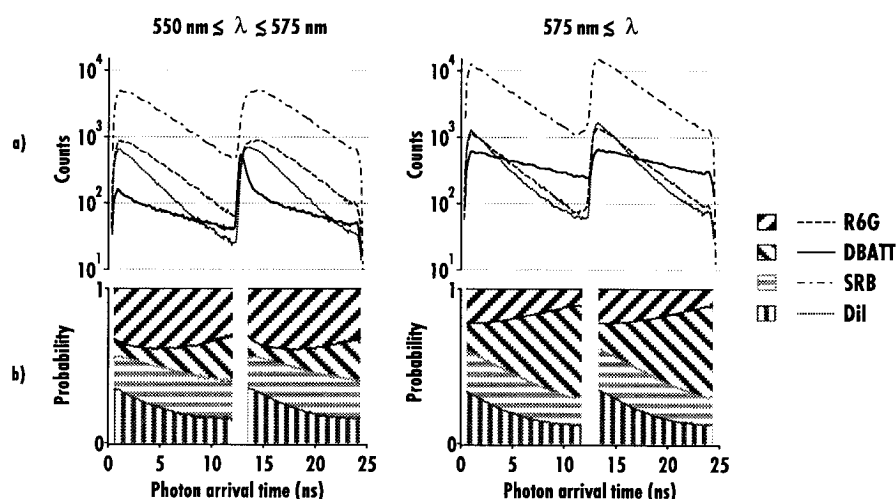 550 nm ≤ λ ≤ 575 nm
575 nm ≤ λ
a)
Counts
10⁴
10³
10²
10¹
Counts
10⁴
10³
10²
10¹
R6G
DBATT
SRB
DiI
b)
Probability
1
0
0 5 10 15 20 25
Photon arrival time (ns)
Probability
1
0
0 5 10 15 20 25
Photon arrival time (ns)